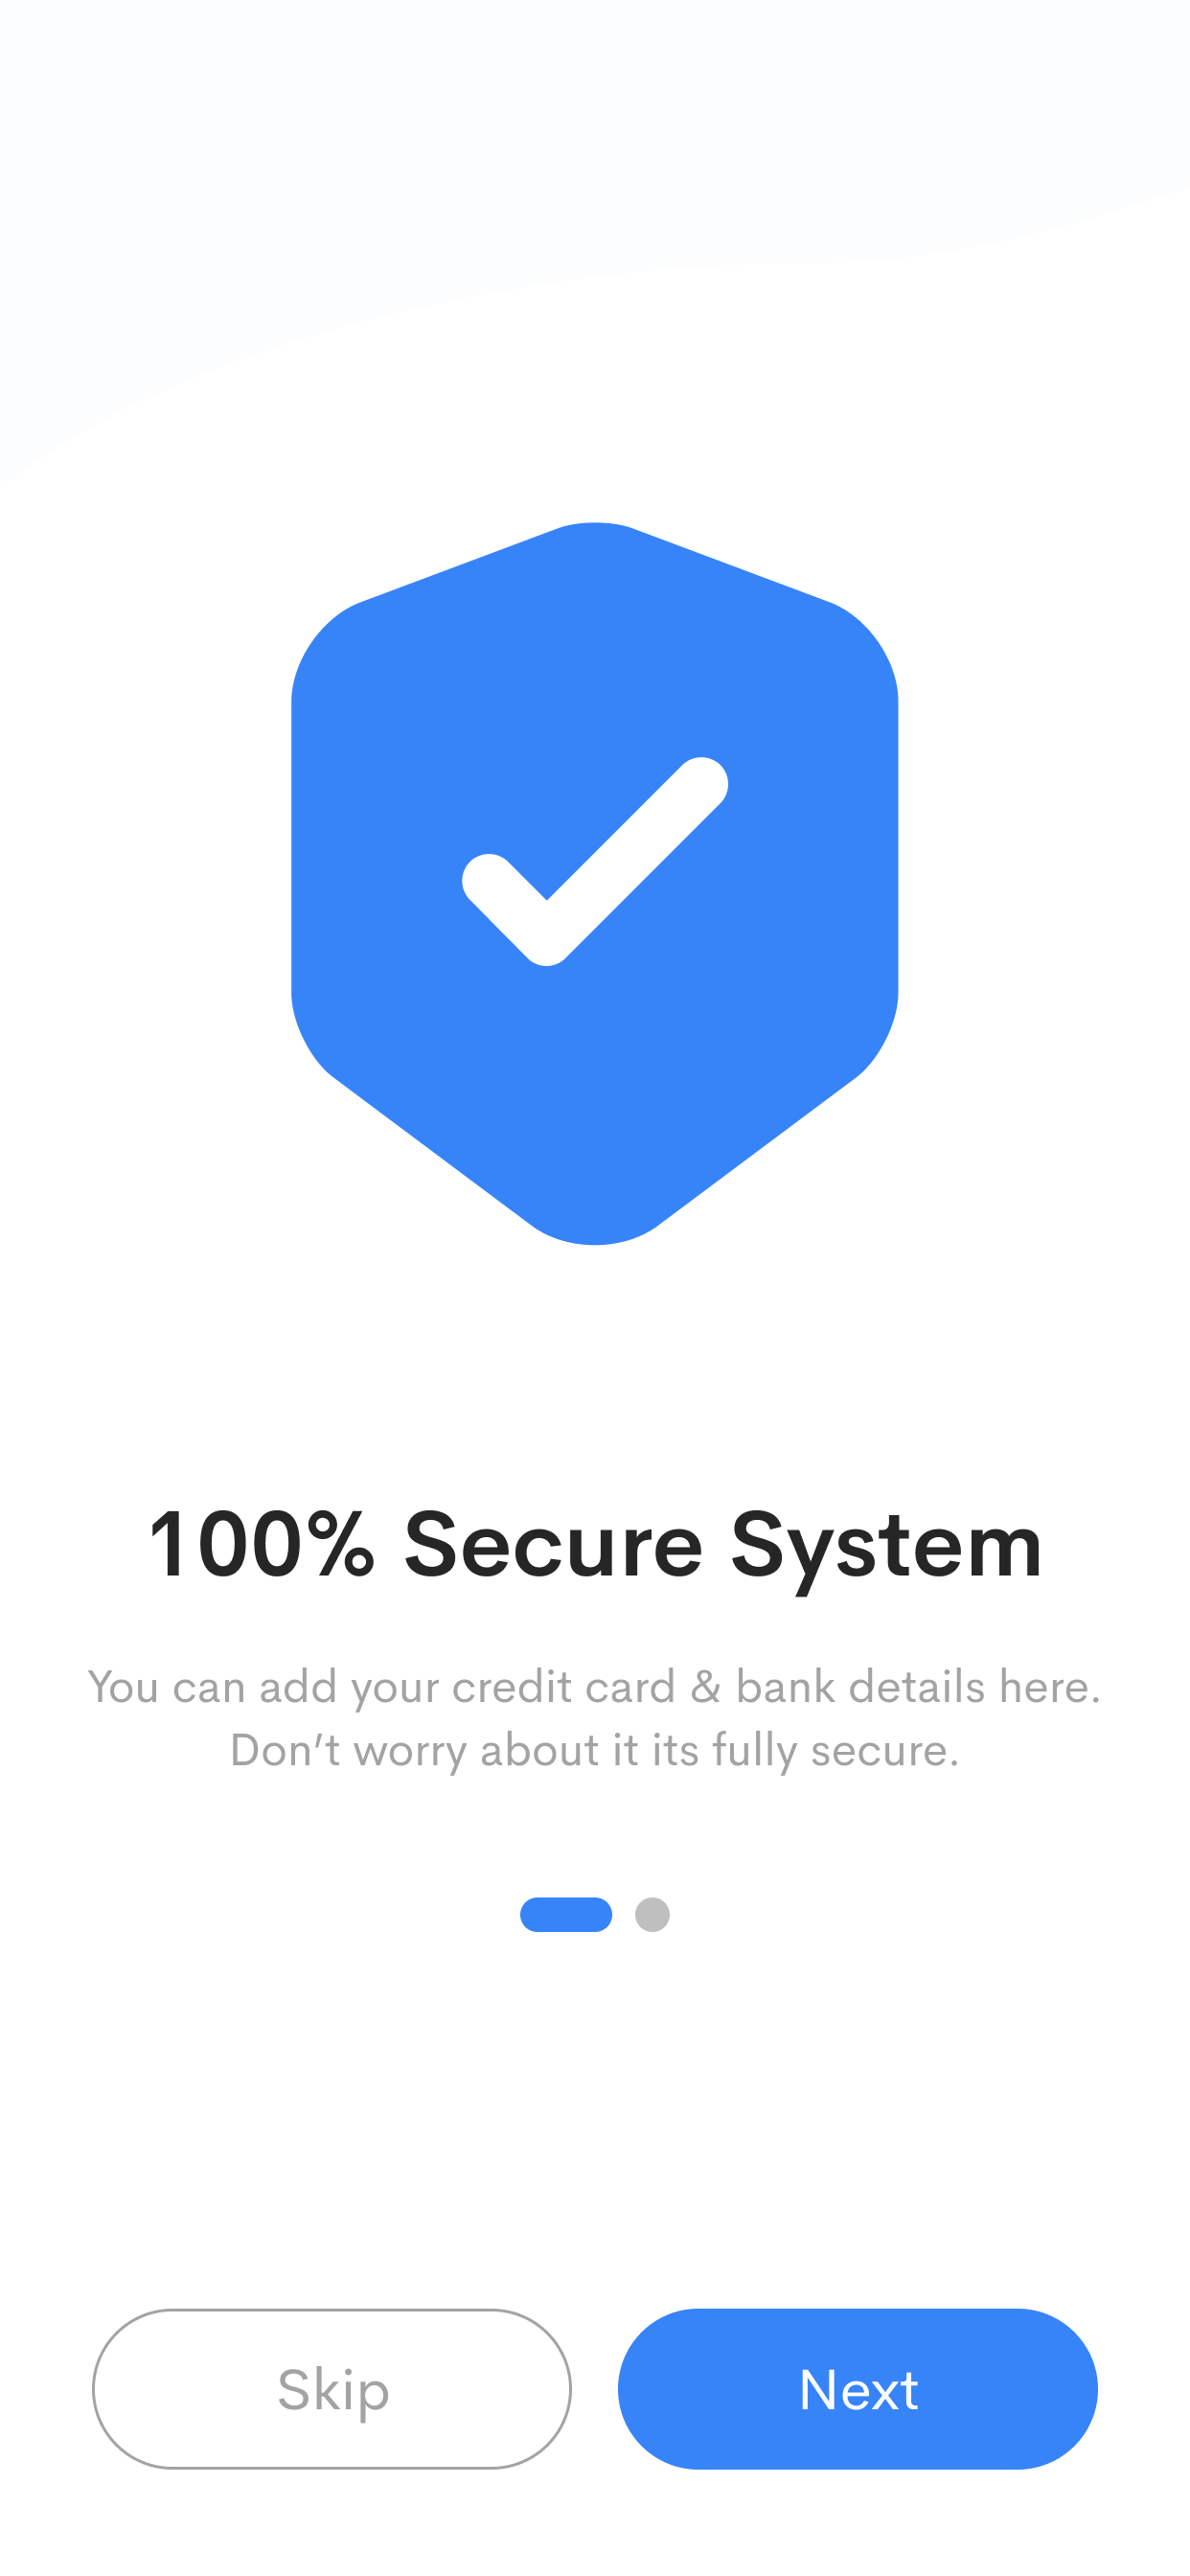 100% Secure System
You can add your credit card & bank details here.
Don't worry about it its fully secure.
Skip
Next